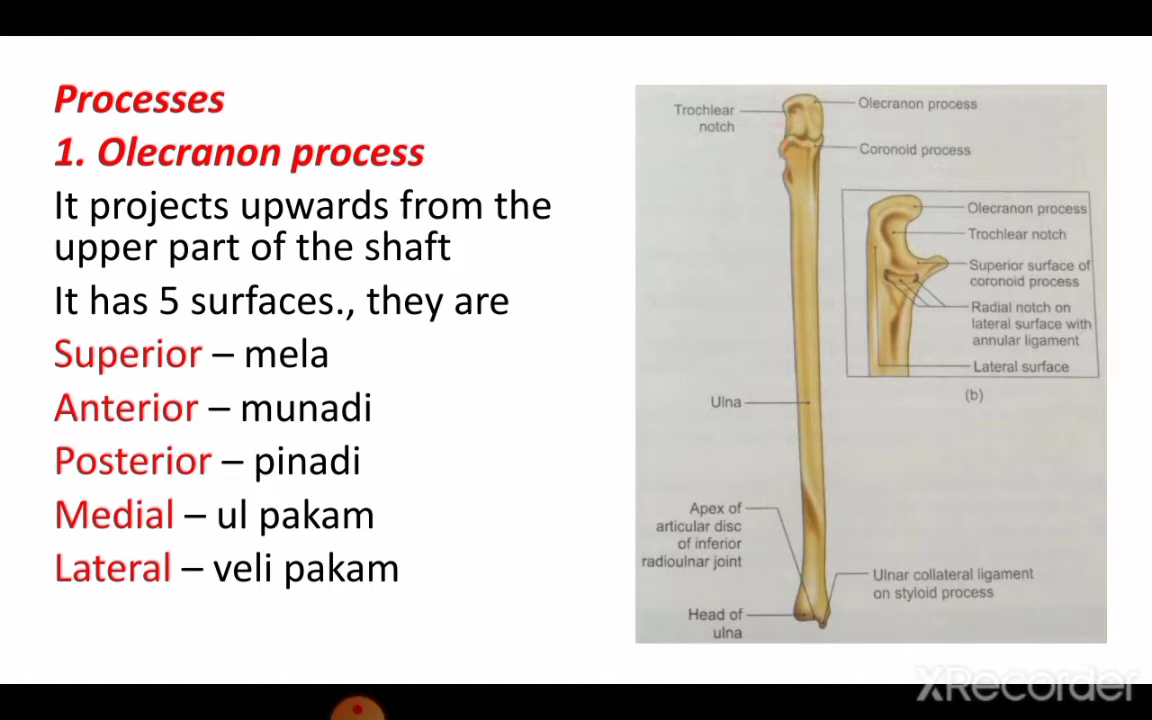 Processes
1. Olecranon process
It projects upwards from the
upper part of the shaft
It has 5 surfaces., they are
Superior – mela
Anterior – munadi
Posterior – pinadi
Medial – ul pakam
Lateral – veli pakam
Trochlear
notch
Olecranon process
Coronoid process
Olecranon process
Trochlear notch
Superior surface of
coronoid process
Radial notch on
lateral surface with
annular ligament
Lateral surface
(b)
Ulna
Apex of
articular disc
of inferior
radioulnar joint
Ulnar collateral ligament
on styloid process
Head of
ulna
XRecorder